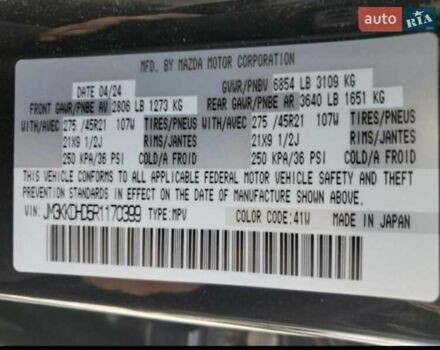 auto RIA
MFD. BY MAZDA MOTOR CORPORATION
DATE 04/24 GVWR/PNBV 6854 LB 3109 KG
FRONT GAWR/PNBE AV 2806 LB 1273 KG REAR GAWR/PNBE AR 3640 LB 1651 KG
WITH/AVEC 275 /45R21 107W TIRES/PNEUS WITH/AVEC 275 /45R21 107W TIRES/PNEUS
21X9 1/2J RIMS/JANTES 21X9 1/2J RIMS/JANTES
250 KPA/36 PSI COLD/A FROID 250 KPA/36 PSI COLD/A FROID
THIS VEHICLE CONFORMS TO ALL APPLICABLE FEDERAL MOTOR VEHICLE SAFETY AND THEFT
PREVENTION STANDARDS IN EFFECT ON THE DATE OF MANUFACTURE SHOWN ABOVE.
VIN: JM3KKCHD5R1170399 TYPE:MPV COLOR CODE:41W MADE IN JAPAN